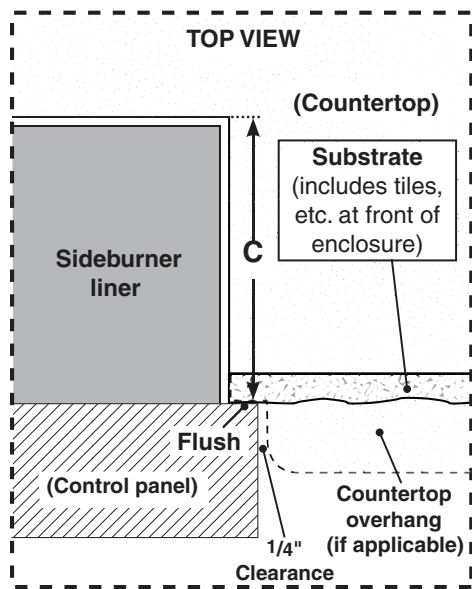 TOP VIEW
(Countertop)
Substrate
(includes tiles,
etc. at front of
enclosure)
Sideburner
liner
C
Flush
(Control panel)
Countertop
overhang
(if applicable)
1/4"
Clearance